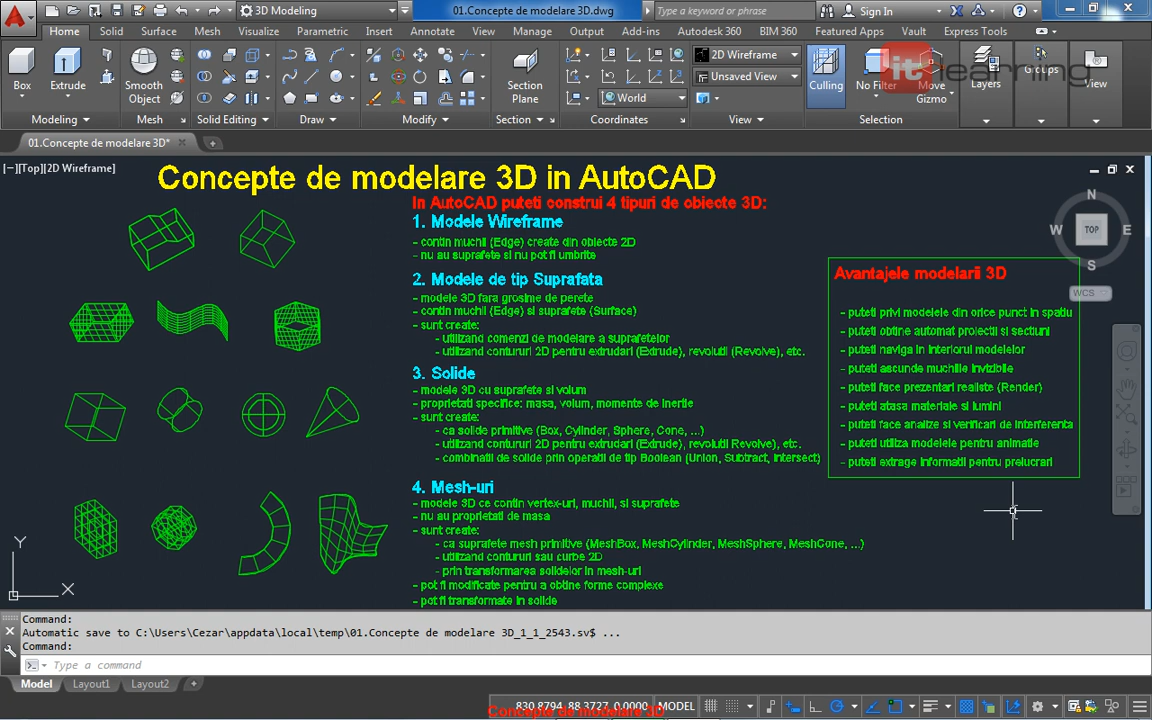 3D Modeling
01.Concepte de modelare 3D.dwg
Type a keyword or phrase
Sign In
Home Solid Surface Mesh Visualize Parametric Insert Annotate View Manage Output Add-ins Autodesk 360 BIM 360 Featured Apps Vault Express Tools
Box Extrude Smooth Object Section Plane
2D Wireframe
Unsaved View
World
Culling No Filter Move Gizmo Layers Groups View
it learning
Modeling Mesh Solid Editing Draw Modify Section Coordinates View Selection
01.Concepte de modelare 3D*
[−][Top][2D Wireframe]
Concepte de modelare 3D in AutoCAD
In AutoCAD puteti construi 4 tipuri de obiecte 3D:
1. Modele Wireframe
- contin muchii (Edge) create din obiecte 2D
- nu au suprafete si nu pot fi umbrite
2. Modele de tip Suprafata
- modele 3D fara grosime de perete
- contin muchii (Edge) si suprafete (Surface)
- sunt create:
- utilizand comenzi de modelare a suprafetelor
- utilizand contururi 2D pentru extrudari (Extrude), revolutii (Revolve), etc.
3. Solide
- modele 3D cu suprafete si volum
- proprietati specifice: masa, volum, momente de inertie
- sunt create:
- ca solide primitive (Box, Cylinder, Sphere, Cone, ...)
- utilizand contururi 2D pentru extrudari (Extrude), revolutii Revolve), etc.
- combinatii de solide prin operatii de tip Boolean (Union, Subtract, Intersect)
4. Mesh-uri
- modele 3D ce contin vertex-uri, muchii, si suprafete
- nu au proprietati de masa
- sunt create:
- ca suprafete mesh primitive (MeshBox, MeshCylinder, MeshSphere, MeshCone, ...)
- utilizand contururi sau curbe 2D
- prin transformarea solidelor in mesh-uri
- pot fi modificate pentru a obtine forme complexe
- pot fi transformate in solide
Avantajele modelarii 3D
- puteti privi modelele din orice punct in spatiu
- puteti obtine automat proiectii si sectiuni
- puteti naviga in interiorul modelelor
- puteti ascunde muchiile invizibile
- puteti face prezentari realiste (Render)
- puteti atasa materiale si lumini
- puteti face analize si verificari de interferenta
- puteti utiliza modelele pentru animatie
- puteti extrage informatii pentru prelucrari
N
W TOP E
S
WCS
Y
X
Command:
Automatic save to C:\Users\Cezar\appdata\local\temp\01.Concepte de modelare 3D_1_1_2543.sv$ ...
Command:
Type a command
Model Layout1 Layout2
830.8794, 88.3727, 0.0000 MODEL
Concepte de modelare 3D